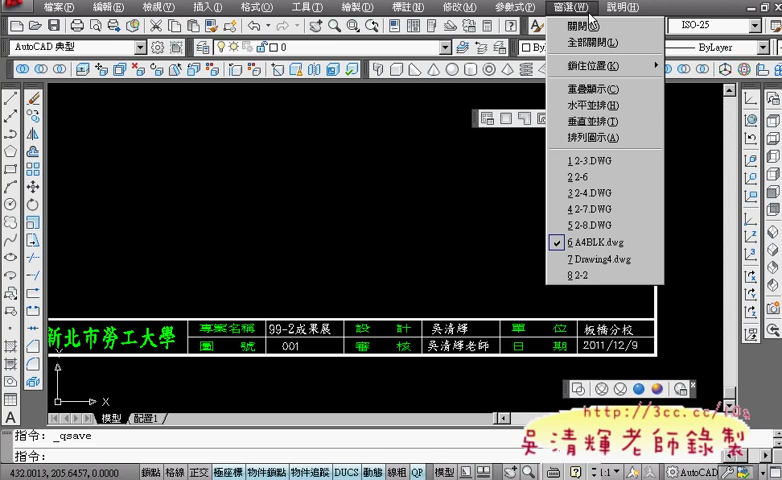 檔案(F) 編輯(E) 檢視(V) 插入(I) 格式(O) 工具(T) 繪製(D) 標註(N) 修改(M) 參數式(P) 窗選(W) 說明(H)
ISO-25
AutoCAD 典型
0
ByLayer
關閉(O)
全部關閉(L)
鎖住位置(K)
重疊顯示(C)
水平並排(H)
垂直並排(T)
排列圖示(A)
1 2-3.DWG
2 2-6
3 2-4.DWG
4 2-7.DWG
5 2-8.DWG
6 A4BLK.dwg
7 Drawing4.dwg
8 2-2
新北市勞工大學
專案名稱 99-2成果展 設計 吳清輝 單位 板橋分校
圖號 001 審核 吳清輝老師 日期 2011/12/9
X
模型 配置1
指令: _qsave
指令:
吳清輝老師錄製
432.0013, 205.6457, 0.0000 鎖點 格線 正交 極座標 物件鎖點 物件追蹤 DUCS 動態 線粗 QP 模型 1:1 AutoCAD